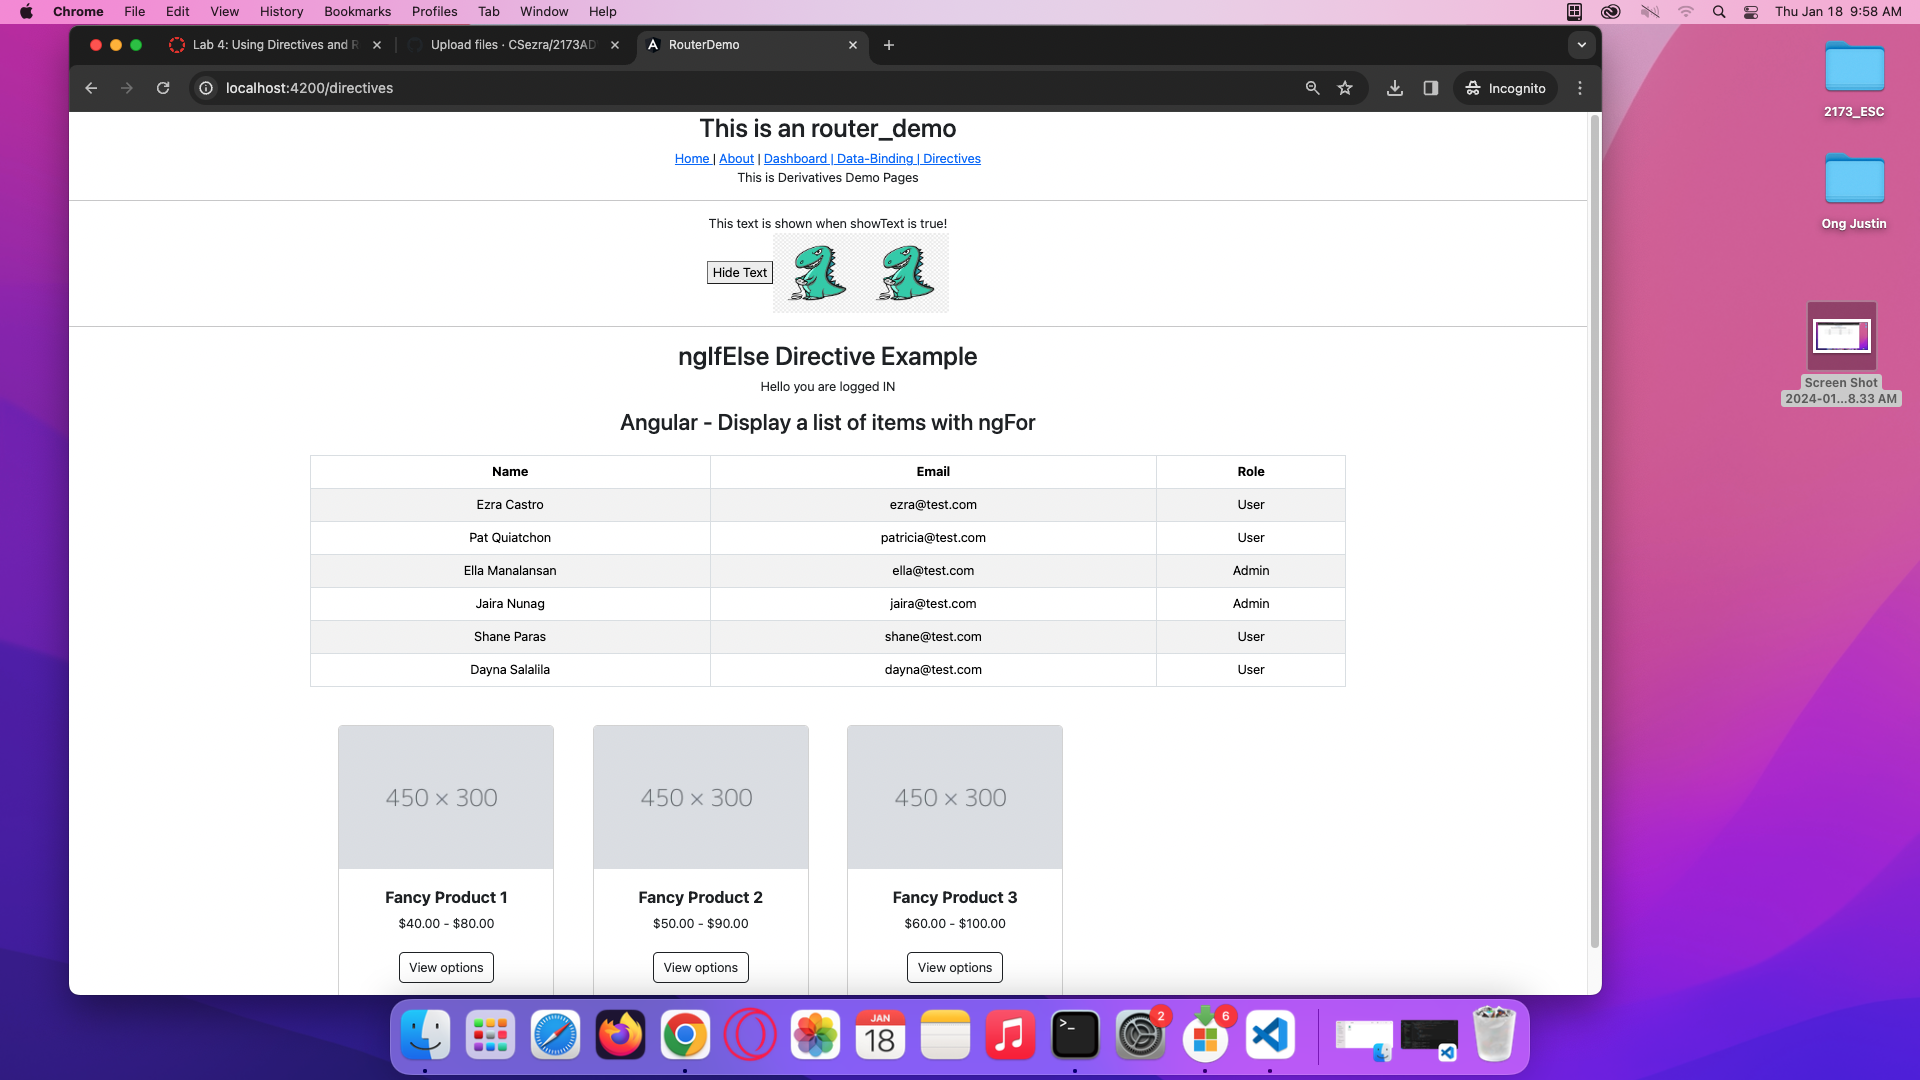 Chrome File Edit View History Bookmarks Profiles Tab Window Help Thu Jan 18 9:58 AM
Lab 4: Using Directives and R Upload files · CSezra/2173AD RouterDemo
localhost:4200/directives Incognito
2173_ESC
Ong Justin
Screen Shot
2024-01...8.33 AM
This is an router_demo
Home | About | Dashboard | Data-Binding | Directives
This is Derivatives Demo Pages
This text is shown when showText is true!
Hide Text
ngIfElse Directive Example
Hello you are logged IN
Angular - Display a list of items with ngFor
Name Email Role
Ezra Castro ezra@test.com User
Pat Quiatchon patricia@test.com User
Ella Manalansan ella@test.com Admin
Jaira Nunag jaira@test.com Admin
Shane Paras shane@test.com User
Dayna Salalila dayna@test.com User
450 × 300 450 × 300 450 × 300
Fancy Product 1 Fancy Product 2 Fancy Product 3
$40.00 - $80.00 $50.00 - $90.00 $60.00 - $100.00
View options View options View options
JAN
18
2
6